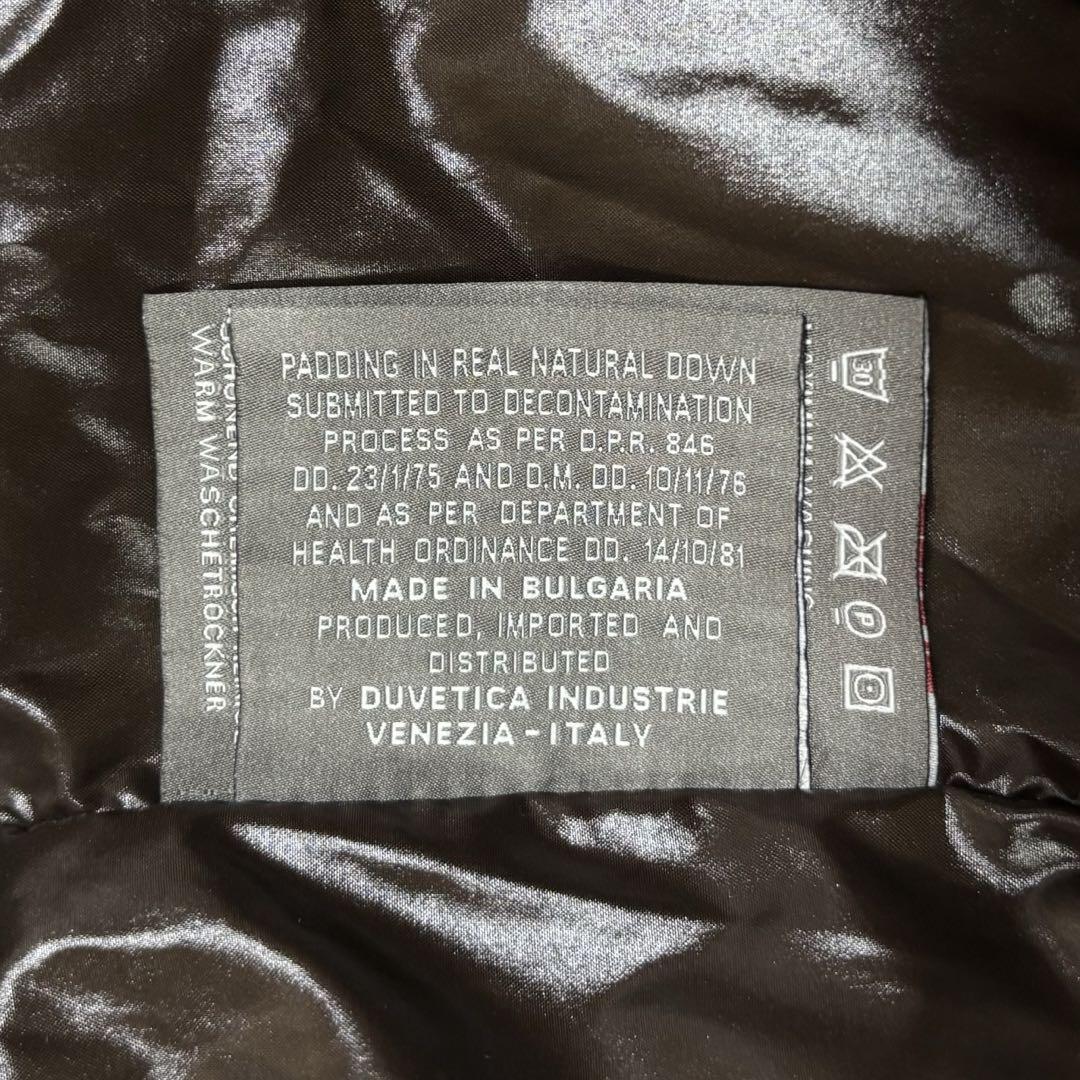 PADDING IN REAL NATURAL DOWN
SUBMITTED TO DECONTAMINATION
PROCESS AS PER D.P.R. 846
DD. 23/1/75 AND D.M. DD. 10/11/76
AND AS PER DEPARTMENT OF
HEALTH ORDINANCE DD. 14/10/81
MADE IN BULGARIA
PRODUCED, IMPORTED AND
DISTRIBUTED
BY DUVETICA INDUSTRIE
VENEZIA - ITALY
WARM WASCHETROCKNER
30
P